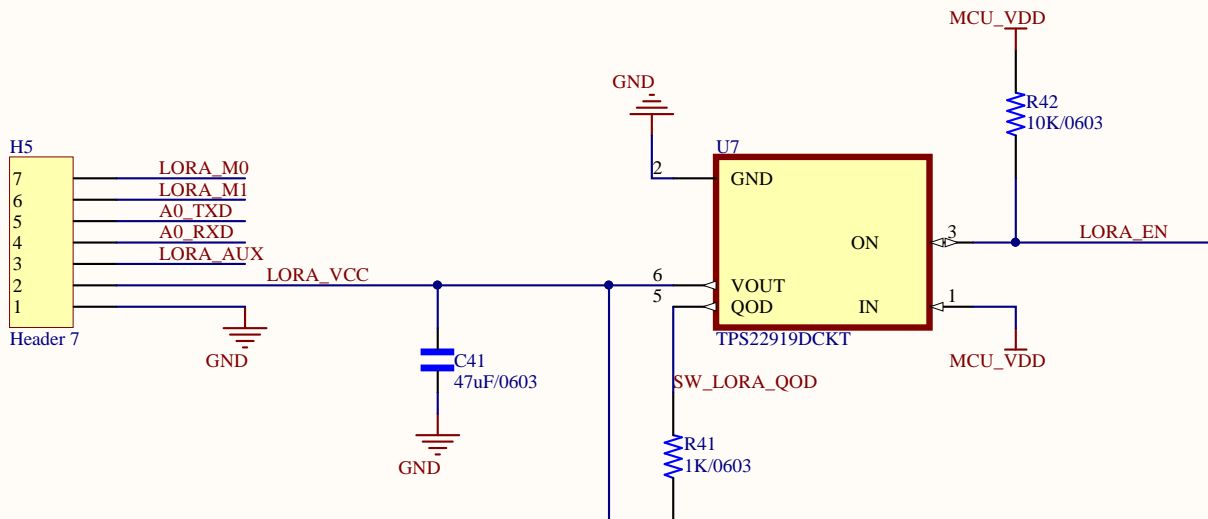 MCU_VDD
R42
10K/0603
GND
H5
7
6
5
4
3
2
1
Header 7
LORA_M0
LORA_M1
A0_TXD
A0_RXD
LORA_AUX
LORA_VCC
GND
C41
47uF/0603
GND
U7
2
GND
ON
3
LORA_EN
6
VOUT
5
QOD
IN
1
TPS22919DCKT
MCU_VDD
SW_LORA_QOD
R41
1K/0603